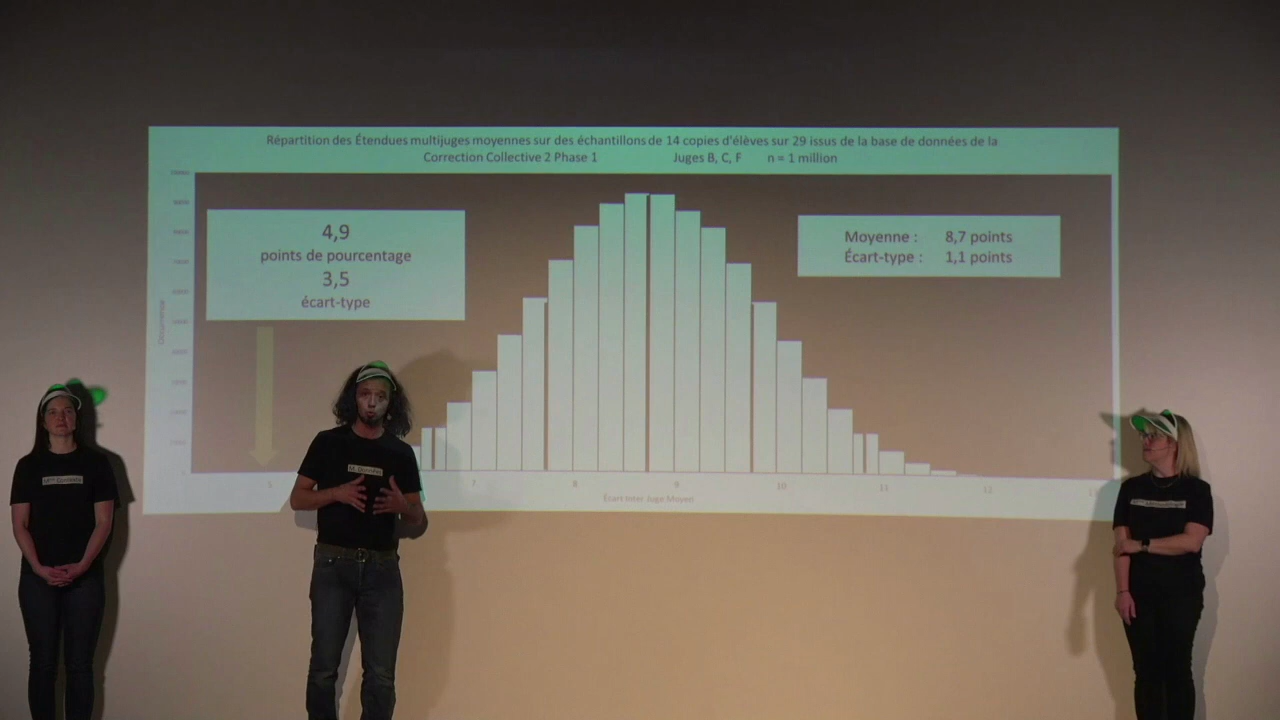 Répartition des Étendues multijuges moyennes sur des échantillons de 14 copies d'élèves sur 29 issus de la base de données de la
Correction Collective 2 Phase 1 Juges B, C, F n = 1 million
4,9
points de pourcentage
3,5
écart-type
Moyenne : 8,7 points
Écart-type : 1,1 points
Occurrence
5 7 8 9 10 11 12
Écart Inter Juge Moyen
M. Données